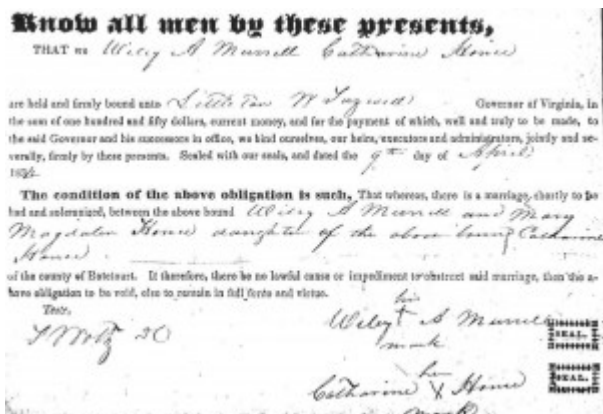 Know all men by these presents,
THAT we Wiley A Murrell Catharine House
are held and firmly bound unto Littleton W Tazwell Governor of Virginia, in
the sum of one hundred and fifty dollars, current money, and for the payment of which, well and truly to be made, to
the said Governor and his successors in office, we bind ourselves, our heirs, executors and administrators, jointly and se-
verally, firmly by these presents. Sealed with our seals, and dated the 9th day of April
The condition of the above obligation is such, That whereas, there is a marriage, shortly to be
had and solemnized, between the above bound Wiley A Murrell and Mary
Magdalen House daughter of the above bound Catharine
House
of the county of Botetourt. If therefore, there be no lawful cause or impediment to obstruct said marriage, then the a-
bove obligation to be void, else to remain in full force and virtue.
Teste,
his
Wiley X A Murrell SEAL.
mark
her
Catharine X House SEAL.
mark